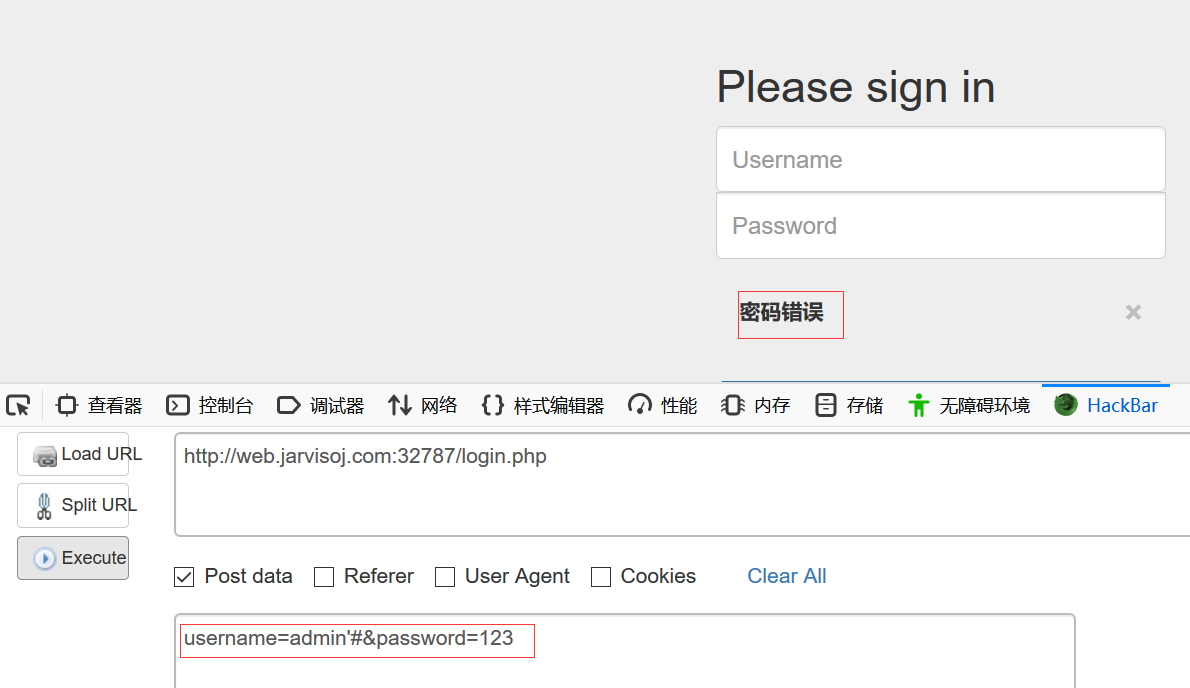 Please sign in
Username
Password
密码错误 ×
查看器 控制台 调试器 网络 {} 样式编辑器 性能 内存 存储 无障碍环境 HackBar
Load URL http://web.jarvisoj.com:32787/login.php
Split URL
Execute
Post data Referer User Agent Cookies Clear All
username=admin'#&password=123